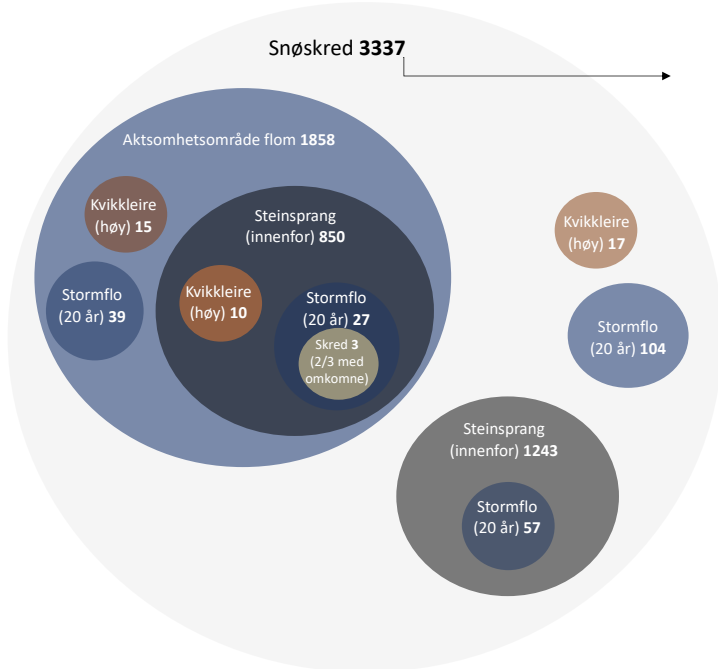 Snøskred 3337
Aktsomhetsområde flom 1858
Kvikkleire
(høy) 15
Steinsprang
(innenfor) 850
Stormflo
(20 år) 39
Kvikkleire
(høy) 10
Stormflo
(20 år) 27
Skred 3
(2/3 med
omkomne)
Kvikkleire
(høy) 17
Stormflo
(20 år) 104
Steinsprang
(innenfor) 1243
Stormflo
(20 år) 57